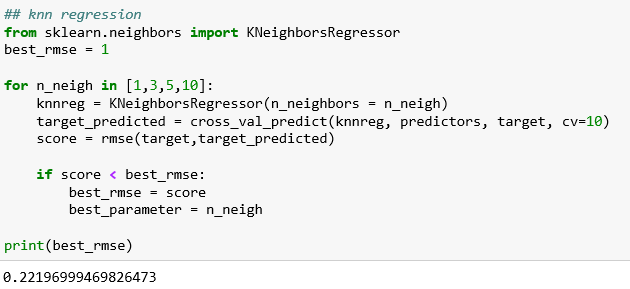 ## knn regression
from sklearn.neighbors import KNeighborsRegressor
best_rmse = 1
for n_neigh in [1,3,5,10]:
    knnreg = KNeighborsRegressor(n_neighbors = n_neigh)
    target_predicted = cross_val_predict(knnreg, predictors, target, cv=10)
    score = rmse(target,target_predicted)
    if score < best_rmse:
        best_rmse = score
        best_parameter = n_neigh
print(best_rmse)
0.22196999469826473